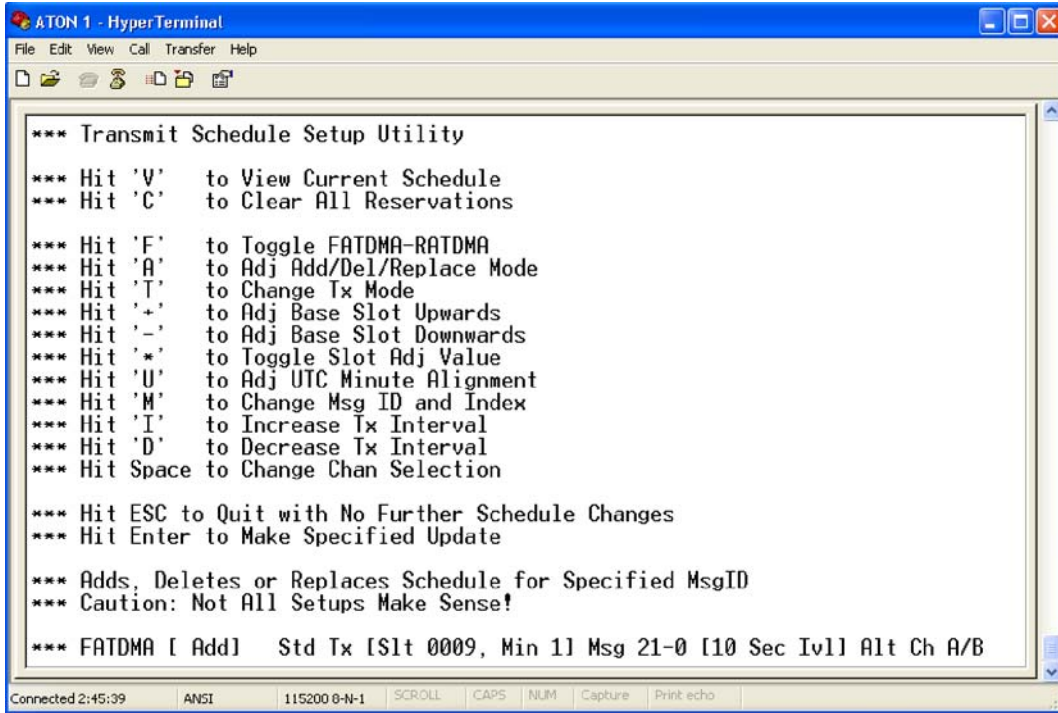 ATON 1 - HyperTerminal
File Edit View Call Transfer Help
*** Transmit Schedule Setup Utility
*** Hit 'V' to View Current Schedule
*** Hit 'C' to Clear All Reservations
*** Hit 'F' to Toggle FATDMA-RATDMA
*** Hit 'A' to Adj Add/Del/Replace Mode
*** Hit 'T' to Change Tx Mode
*** Hit '+' to Adj Base Slot Upwards
*** Hit '-' to Adj Base Slot Downwards
*** Hit '*' to Toggle Slot Adj Value
*** Hit 'U' to Adj UTC Minute Alignment
*** Hit 'M' to Change Msg ID and Index
*** Hit 'I' to Increase Tx Interval
*** Hit 'D' to Decrease Tx Interval
*** Hit Space to Change Chan Selection
*** Hit ESC to Quit with No Further Schedule Changes
*** Hit Enter to Make Specified Update
*** Adds, Deletes or Replaces Schedule for Specified MsgID
*** Caution: Not All Setups Make Sense!
*** FATDMA [ Add] Std Tx [Slt 0009, Min 1] Msg 21-0 [10 Sec Ivl] Alt Ch A/B
Connected 2:45:39 ANSI 115200 8-N-1 SCROLL CAPS NUM Capture Print echo